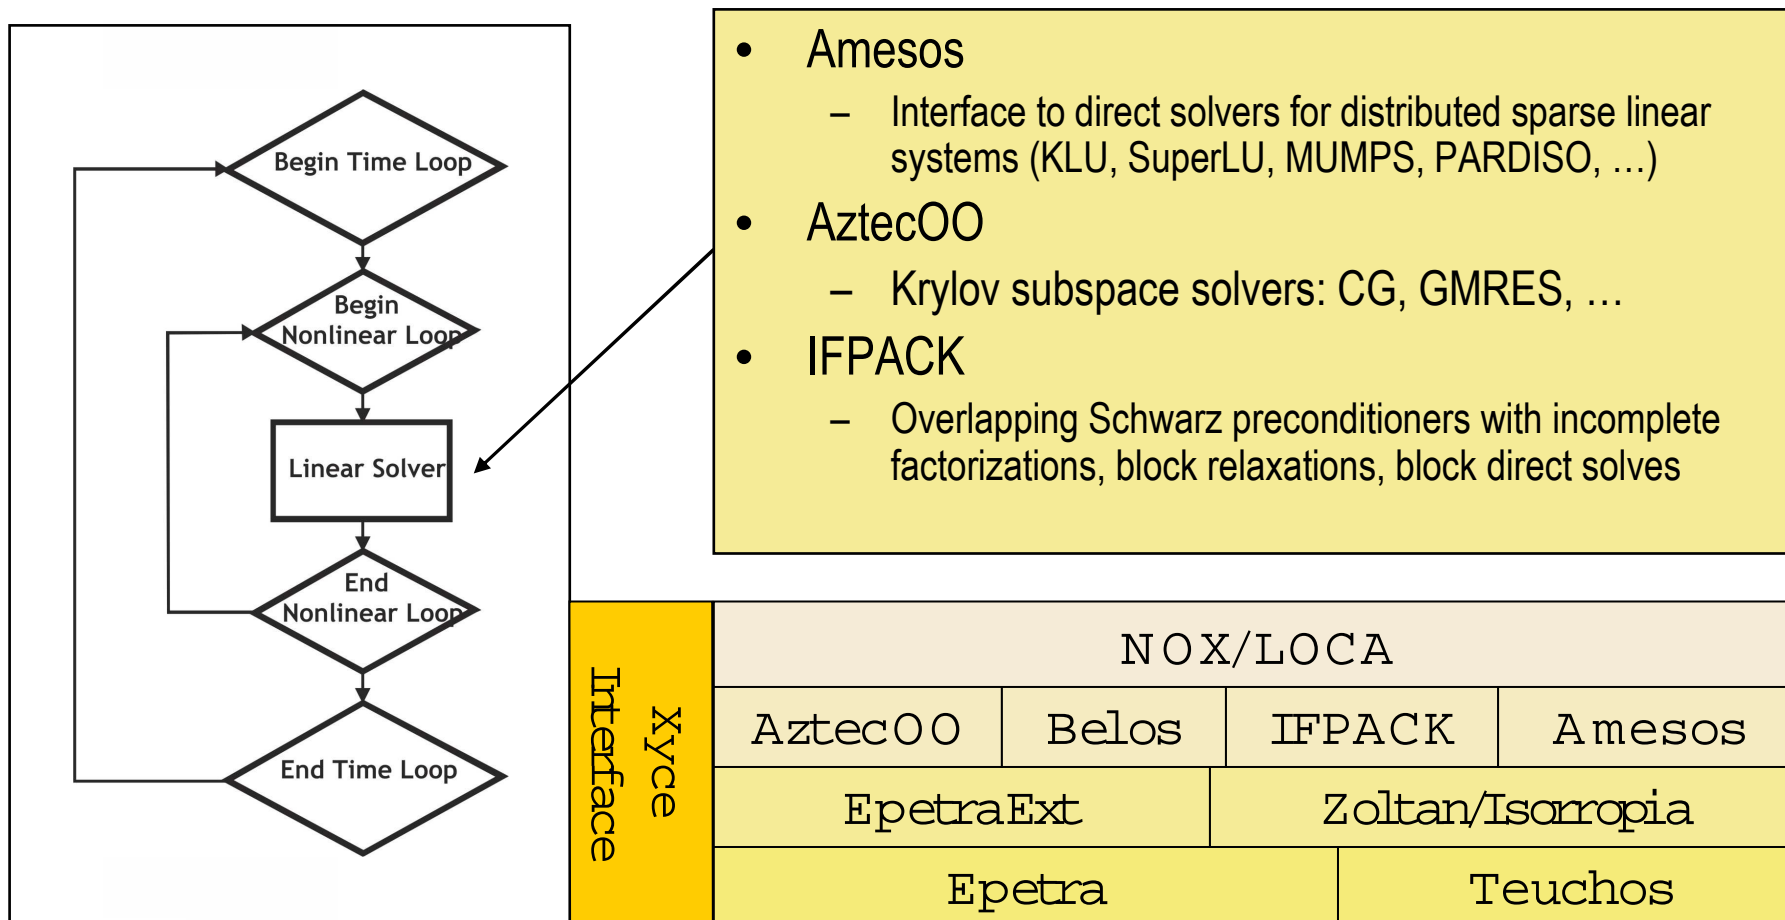 Begin Time Loop
Begin
Nonlinear Loop
Linear Solver
End
Nonlinear Loop
End Time Loop
• Amesos
– Interface to direct solvers for distributed sparse linear
systems (KLU, SuperLU, MUMPS, PARDISO, …)
• AztecOO
– Krylov subspace solvers: CG, GMRES, …
• IFPACK
– Overlapping Schwarz preconditioners with incomplete
factorizations, block relaxations, block direct solves
Xyce
Interface
NOX/LOCA
AztecOO
Belos
IFPACK
Amesos
EpetraExt
Zoltan/Isorropia
Epetra
Teuchos